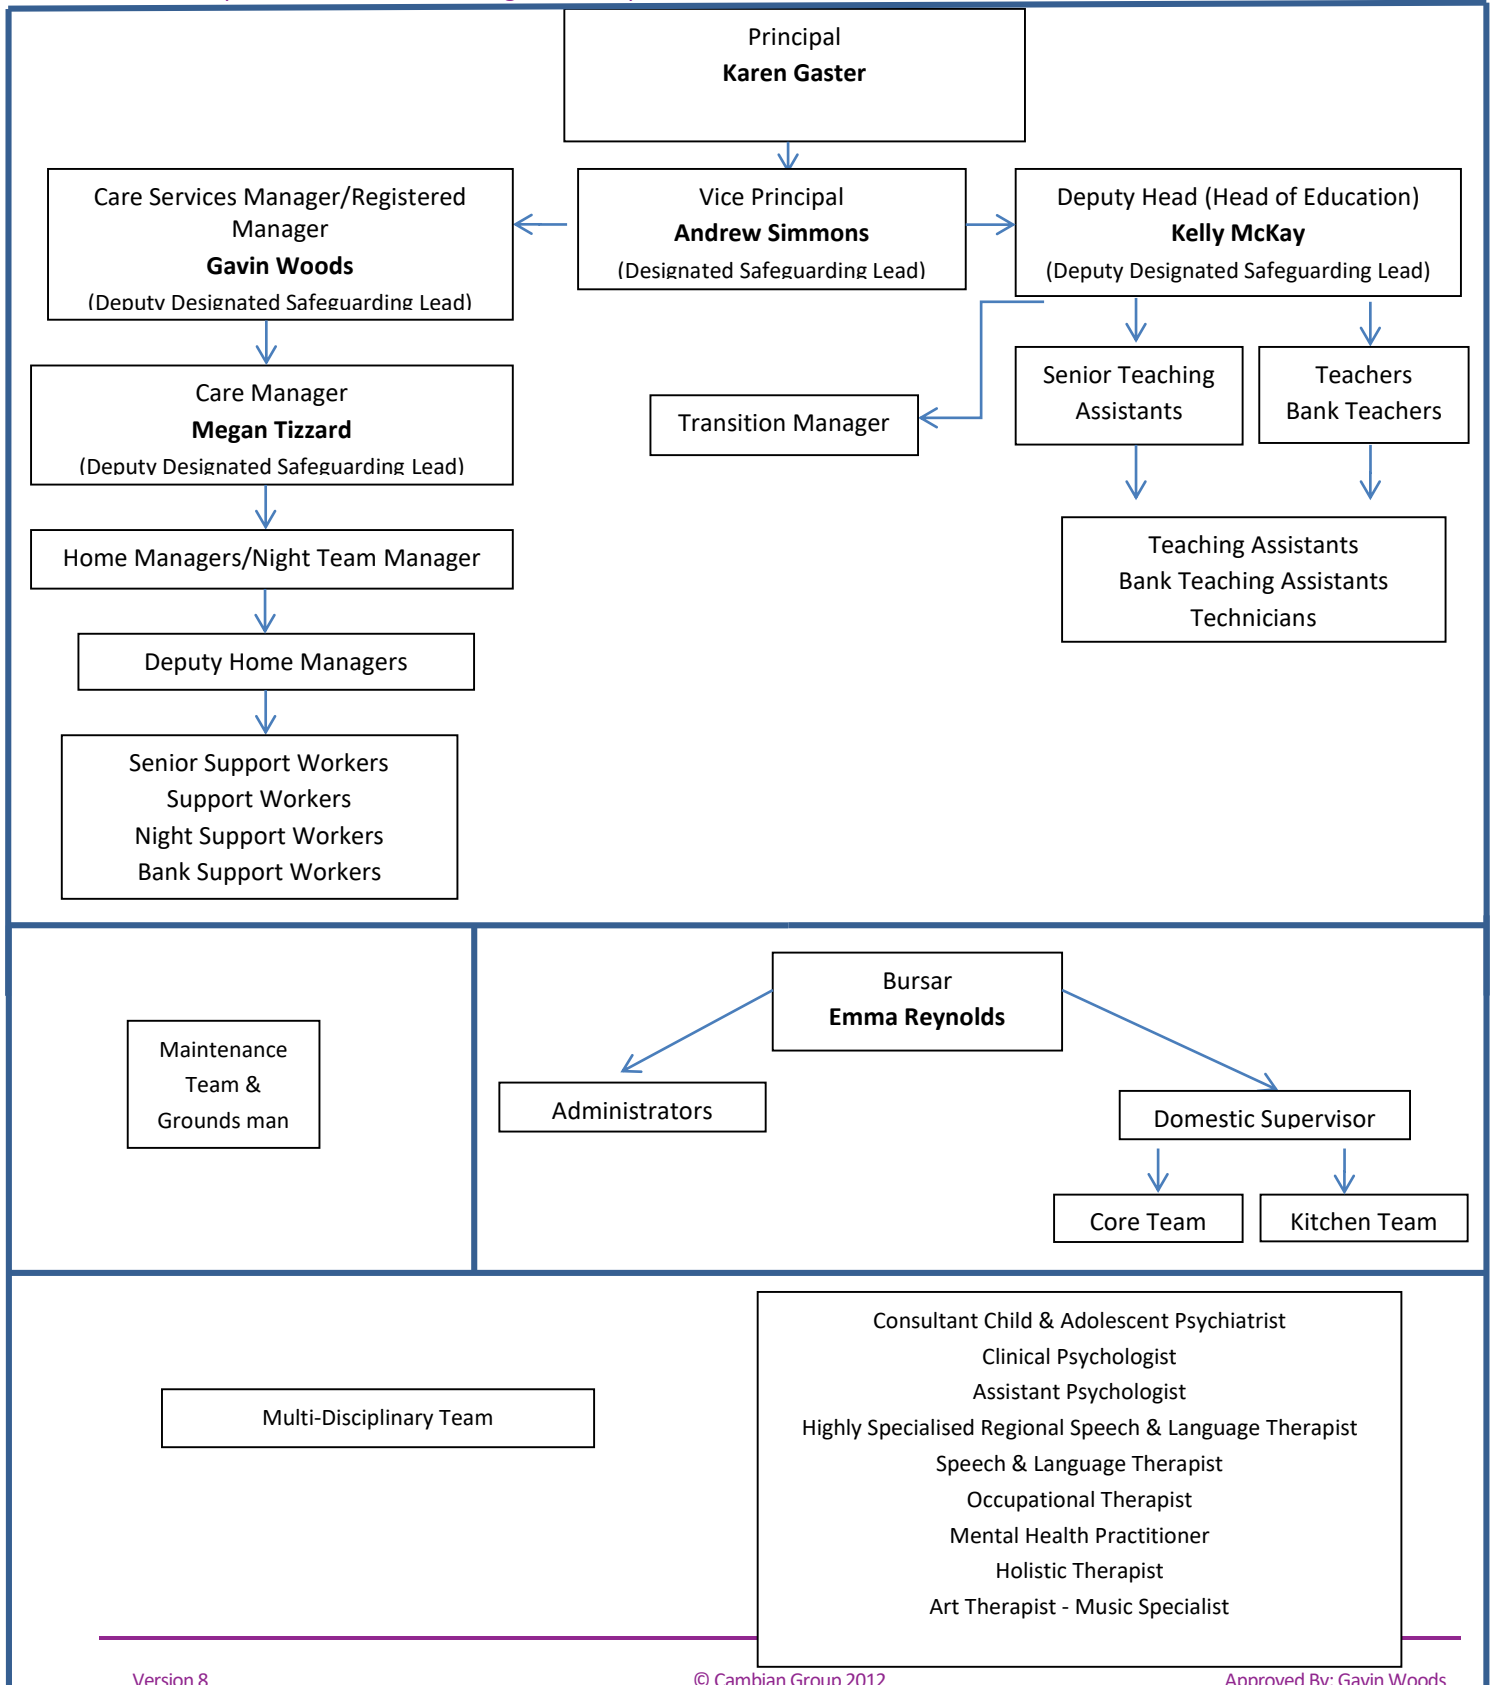 Principal
Karen Gaster
Care Services Manager/Registered
Manager
Gavin Woods
(Deputy Designated Safeguarding Lead)
Vice Principal
Andrew Simmons
(Designated Safeguarding Lead)
Deputy Head (Head of Education)
Kelly McKay
(Deputy Designated Safeguarding Lead)
Care Manager
Megan Tizzard
(Deputy Designated Safeguarding Lead)
Transition Manager
Senior Teaching
Assistants
Teachers
Bank Teachers
Home Managers/Night Team Manager
Teaching Assistants
Bank Teaching Assistants
Technicians
Deputy Home Managers
Senior Support Workers
Support Workers
Night Support Workers
Bank Support Workers
Maintenance
Team &
Grounds man
Bursar
Emma Reynolds
Administrators
Domestic Supervisor
Core Team
Kitchen Team
Multi-Disciplinary Team
Consultant Child & Adolescent Psychiatrist
Clinical Psychologist
Assistant Psychologist
Highly Specialised Regional Speech & Language Therapist
Speech & Language Therapist
Occupational Therapist
Mental Health Practitioner
Holistic Therapist
Art Therapist - Music Specialist
Version 8
© Cambian Group 2012
Approved By: Gavin Woods